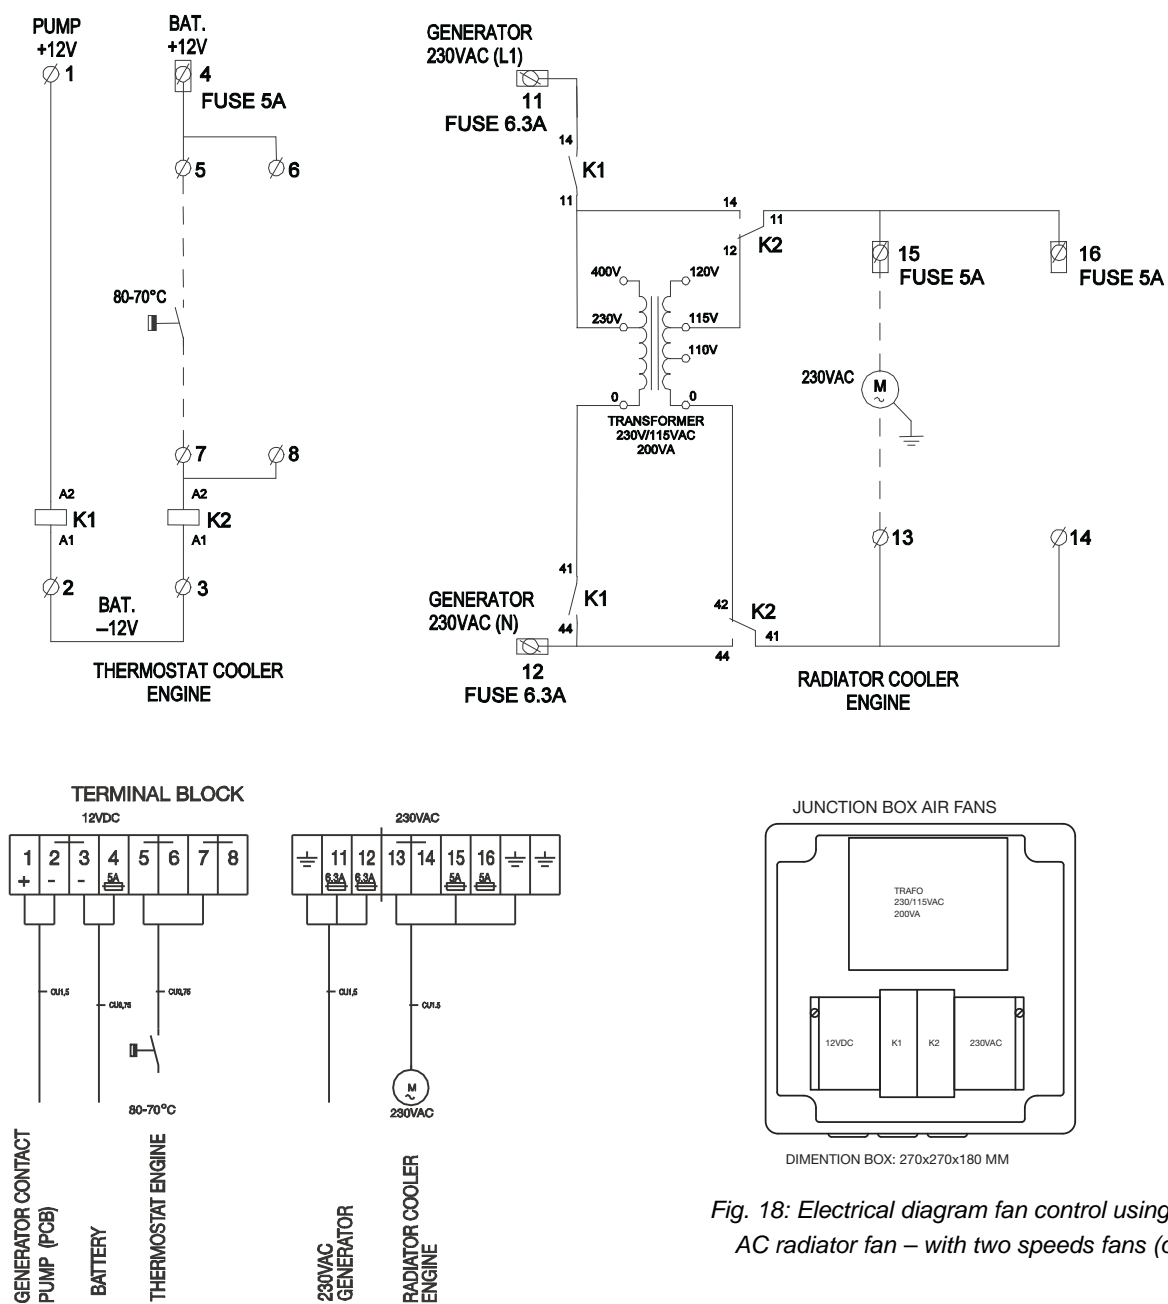 PUMP
+12V
1
BAT.
+12V
4
FUSE 5A
5
6
80-70°C
7
8
A2
K1
A1
A2
K2
A1
2
3
BAT.
–12V
THERMOSTAT COOLER
ENGINE
GENERATOR
230VAC (L1)
11
FUSE 6.3A
14
K1
11
14
11
12
K2
400V
120V
230V
115V
110V
0
0
TRANSFORMER
230V/115VAC
200VA
15
FUSE 5A
16
FUSE 5A
230VAC
M
~
13
14
41
K1
44
GENERATOR
230VAC (N)
12
FUSE 6.3A
42
K2
41
44
RADIATOR COOLER
ENGINE
TERMINAL BLOCK
12VDC
1 2 3 4 5 6 7 8
+ - - 5A
CU1,5
CU0,75
CU0,75
80-70°C
GENERATOR CONTACT
PUMP (PCB)
BATTERY
THERMOSTAT ENGINE
230VAC
11 12 13 14 15 16
6.3A 6.3A 5A 5A
CU1,5
CU1.5
M
~
230VAC
230VAC
GENERATOR
RADIATOR COOLER
ENGINE
JUNCTION BOX AIR FANS
TRAFO
230/115VAC
200VA
12VDC
K1
K2
230VAC
DIMENTION BOX: 270x270x180 MM
Fig. 18: Electrical diagram fan control using
AC radiator fan – with two speeds fans (